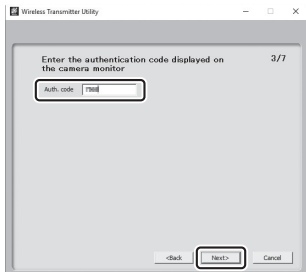 Wireless Transmitter Utility
Enter the authentication code displayed on
the camera monitor
3/7
Auth. code
<Back
Next>
Cancel